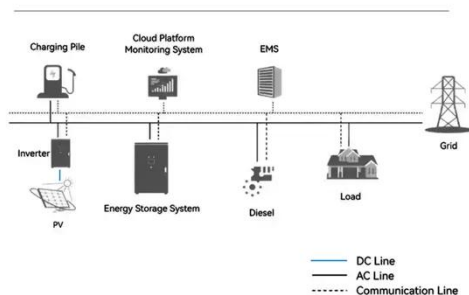 Charging Pile
Cloud Platform
Monitoring System
EMS
Inverter
Grid
PV
Energy Storage System
Diesel
Load
DC Line
AC Line
Communication Line